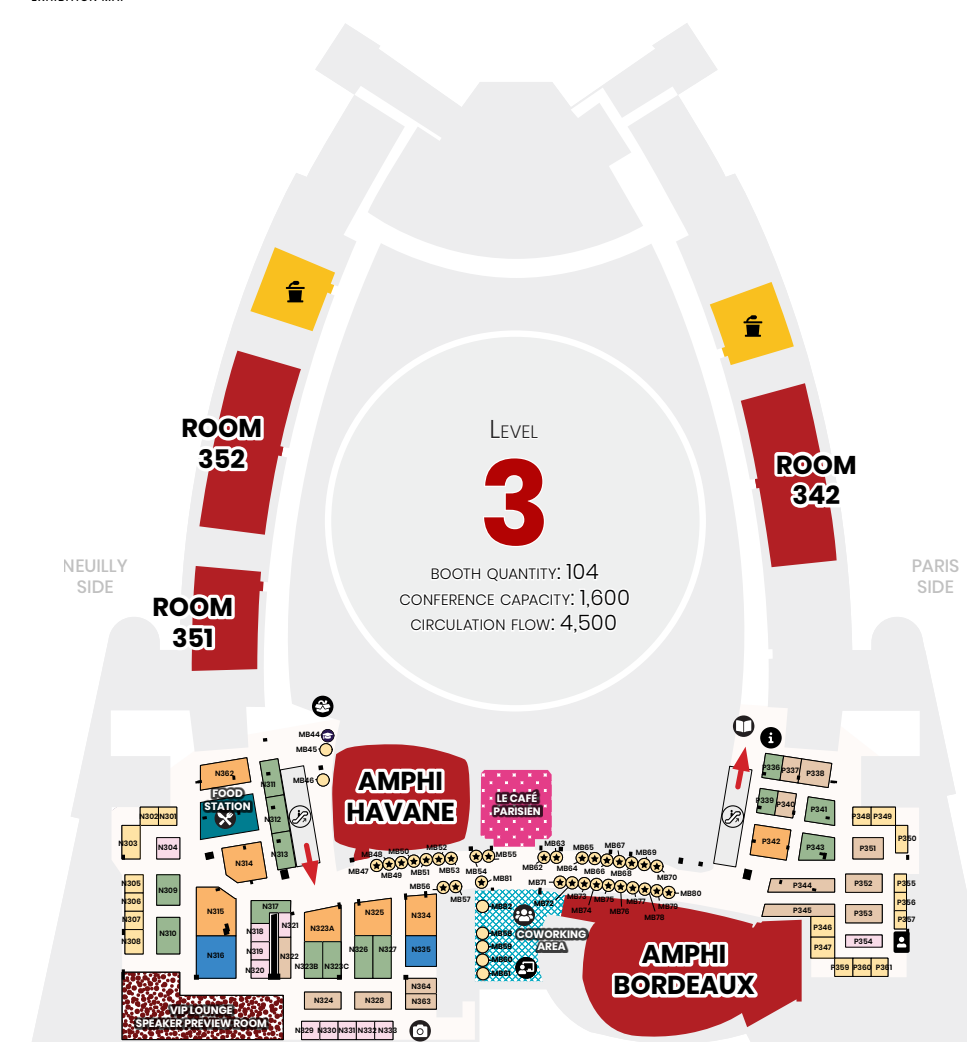 EXHIBITION MAP
ROOM
352
LEVEL
3
BOOTH QUANTITY: 104
CONFERENCE CAPACITY: 1,600
CIRCULATION FLOW: 4,500
ROOM
342
NEUILLY
SIDE
PARIS
SIDE
ROOM
351
MB44
MB45
MB46
AMPHI
HAVANE
LE CAFÉ
PARISIEN
N362
FOOD
STATION
N311
N312
N313
N314
N302
N301
N303
N304
N305
N306
N307
N308
N309
N310
N315
N316
N317
N318
N319
N320
N321
N322
N323A
N323B
N323C
N324
N325
N326
N327
N328
N329
N330
N331
N332
N333
N334
N335
N364
N363
VIP LOUNGE
SPEAKER PREVIEW ROOM
MB47
MB48
MB49
MB50
MB51
MB52
MB53
MB54
MB55
MB56
MB57
MB81
MB82
MB58
MB59
MB60
MB61
COWORKING
AREA
MB62
MB63
MB64
MB65
MB66
MB67
MB68
MB69
MB70
MB71
MB72
MB73
MB74
MB75
MB76
MB77
MB78
MB79
MB80
AMPHI
BORDEAUX
P336
P337
P338
P339
P340
P341
P342
P343
P344
P345
P346
P347
P348
P349
P350
P351
P352
P353
P354
P355
P356
P357
P359
P360
P361